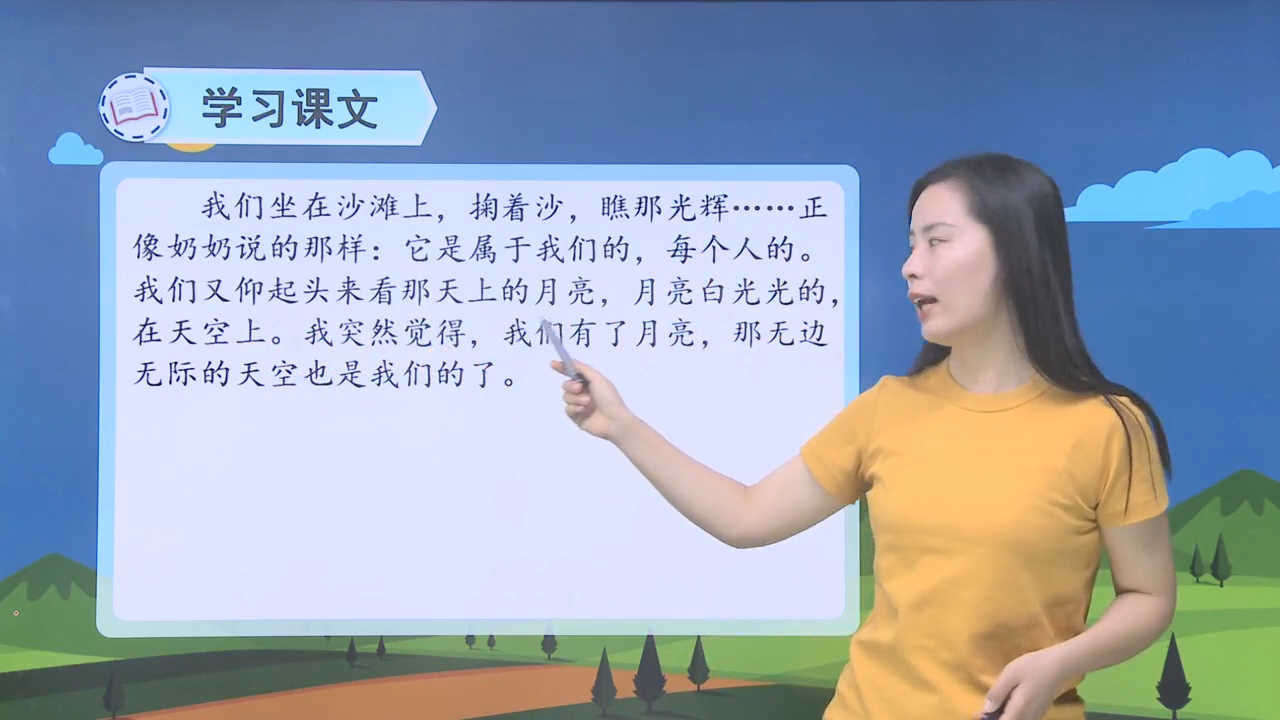 学习课文
我们坐在沙滩上，掬着沙，瞧那光辉……正
像奶奶说的那样：它是属于我们的，每个人的。
我们又仰起头来看那天上的月亮，月亮白光光的，
在天空上。我突然觉得，我们有了月亮，那无边
无际的天空也是我们的了。